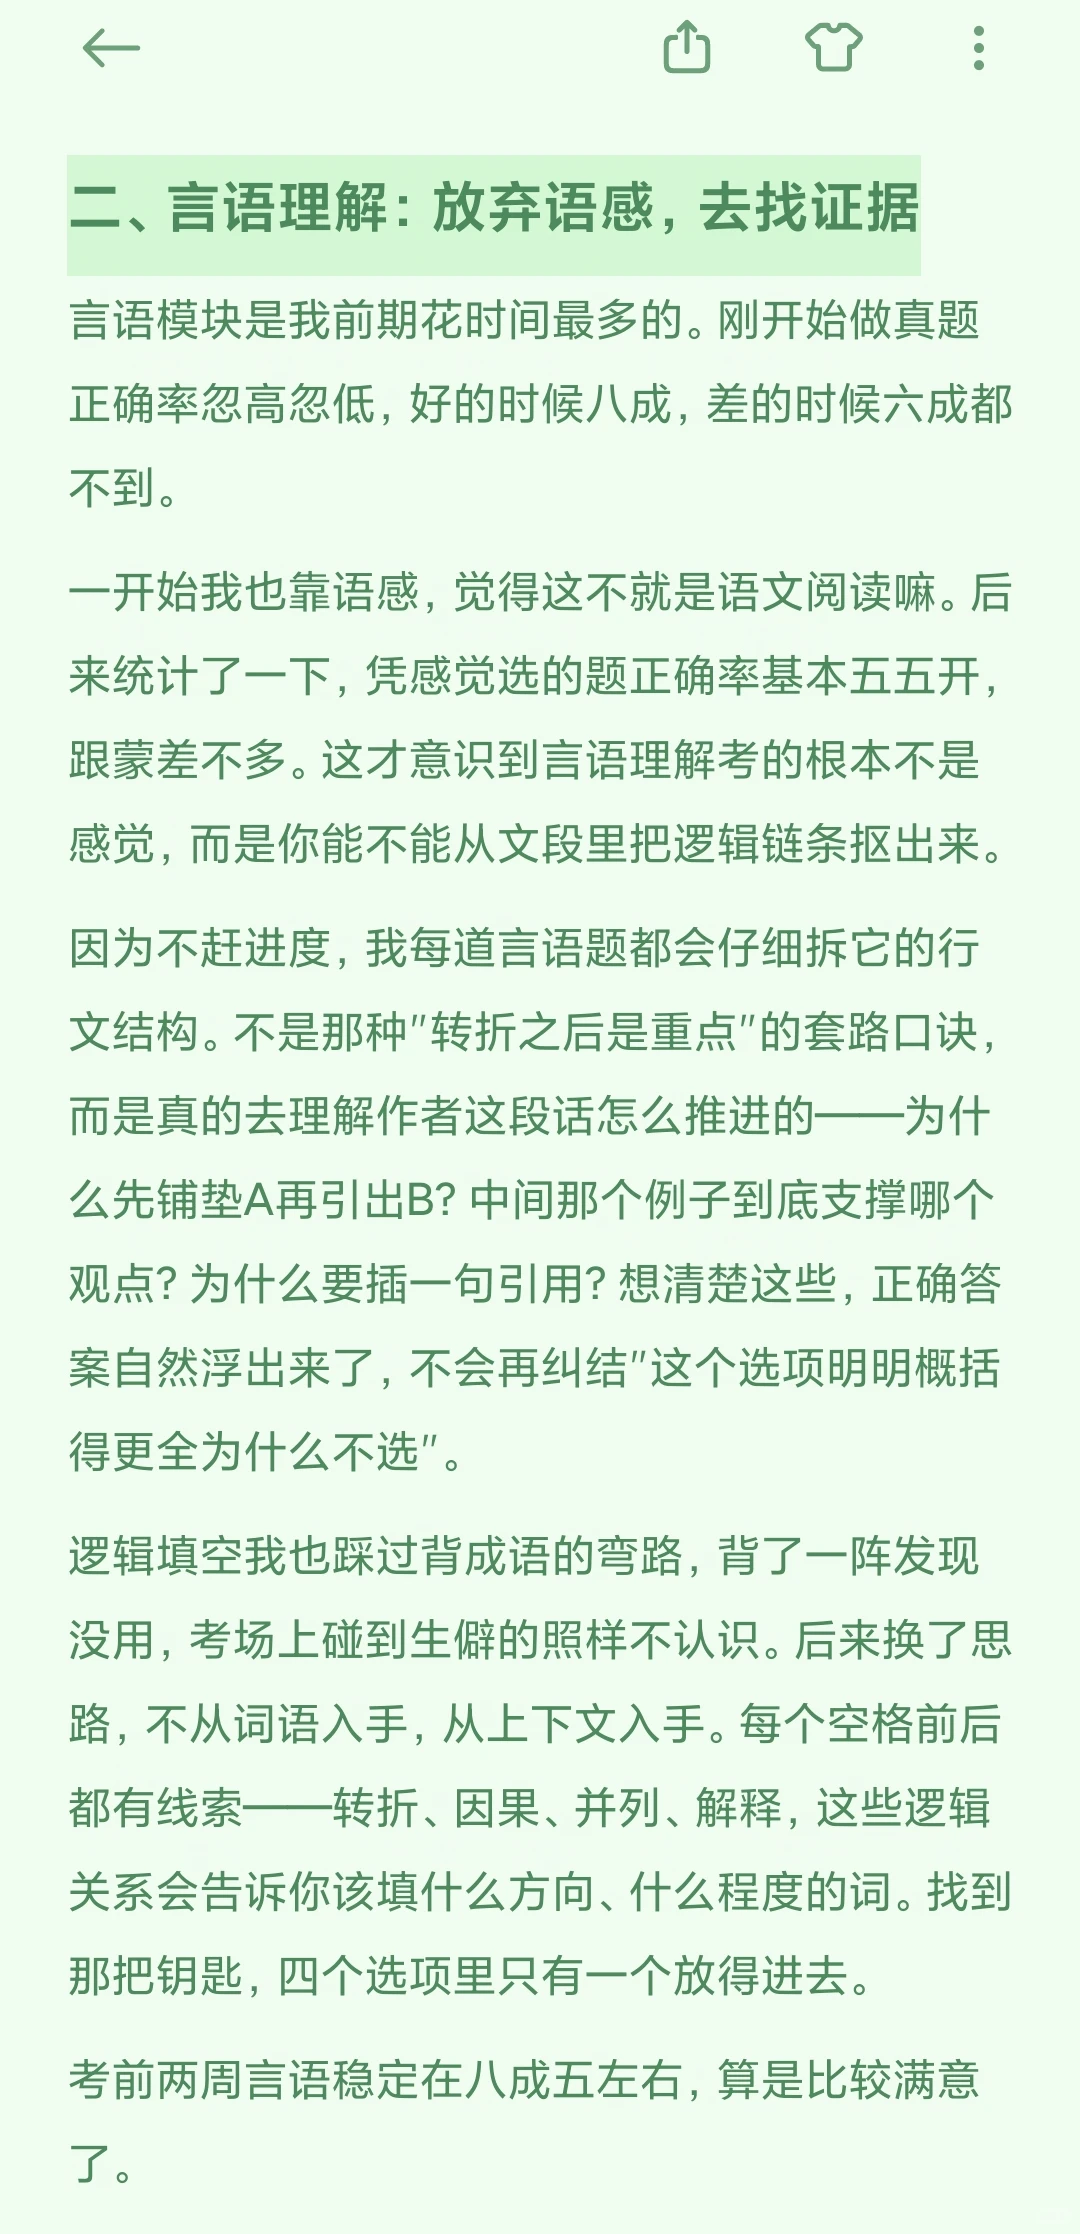 二、言语理解：放弃语感，去找证据
言语模块是我前期花时间最多的。刚开始做真题
正确率忽高忽低，好的时候八成，差的时候六成都
不到。
一开始我也靠语感，觉得这不就是语文阅读嘛。后
来统计了一下，凭感觉选的题正确率基本五五开，
跟蒙差不多。这才意识到言语理解考的根本不是
感觉，而是你能不能从文段里把逻辑链条抠出来。
因为不赶进度，我每道言语题都会仔细拆它的行
文结构。不是那种"转折之后是重点"的套路口诀，
而是真的去理解作者这段话怎么推进的——为什
么先铺垫A再引出B？中间那个例子到底支撑哪个
观点？为什么要插一句引用？想清楚这些，正确答
案自然浮出来了，不会再纠结"这个选项明明概括
得更全为什么不选"。
逻辑填空我也踩过背成语的弯路，背了一阵发现
没用，考场上碰到生僻的照样不认识。后来换了思
路，不从词语入手，从上下文入手。每个空格前后
都有线索——转折、因果、并列、解释，这些逻辑
关系会告诉你该填什么方向、什么程度的词。找到
那把钥匙，四个选项里只有一个放得进去。
考前两周言语稳定在八成五左右，算是比较满意
了。